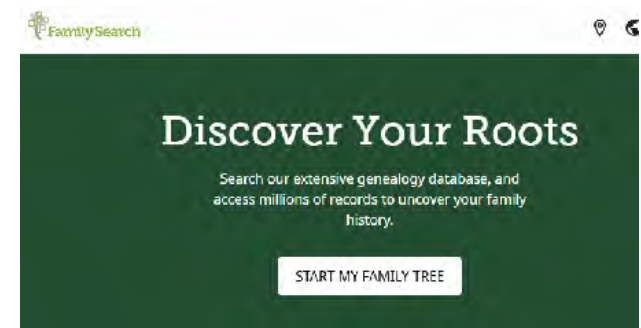 FamilySearch
Discover Your Roots
Search our extensive genealogy database, and
access millions of records to uncover your family
history.
START MY FAMILY TREE